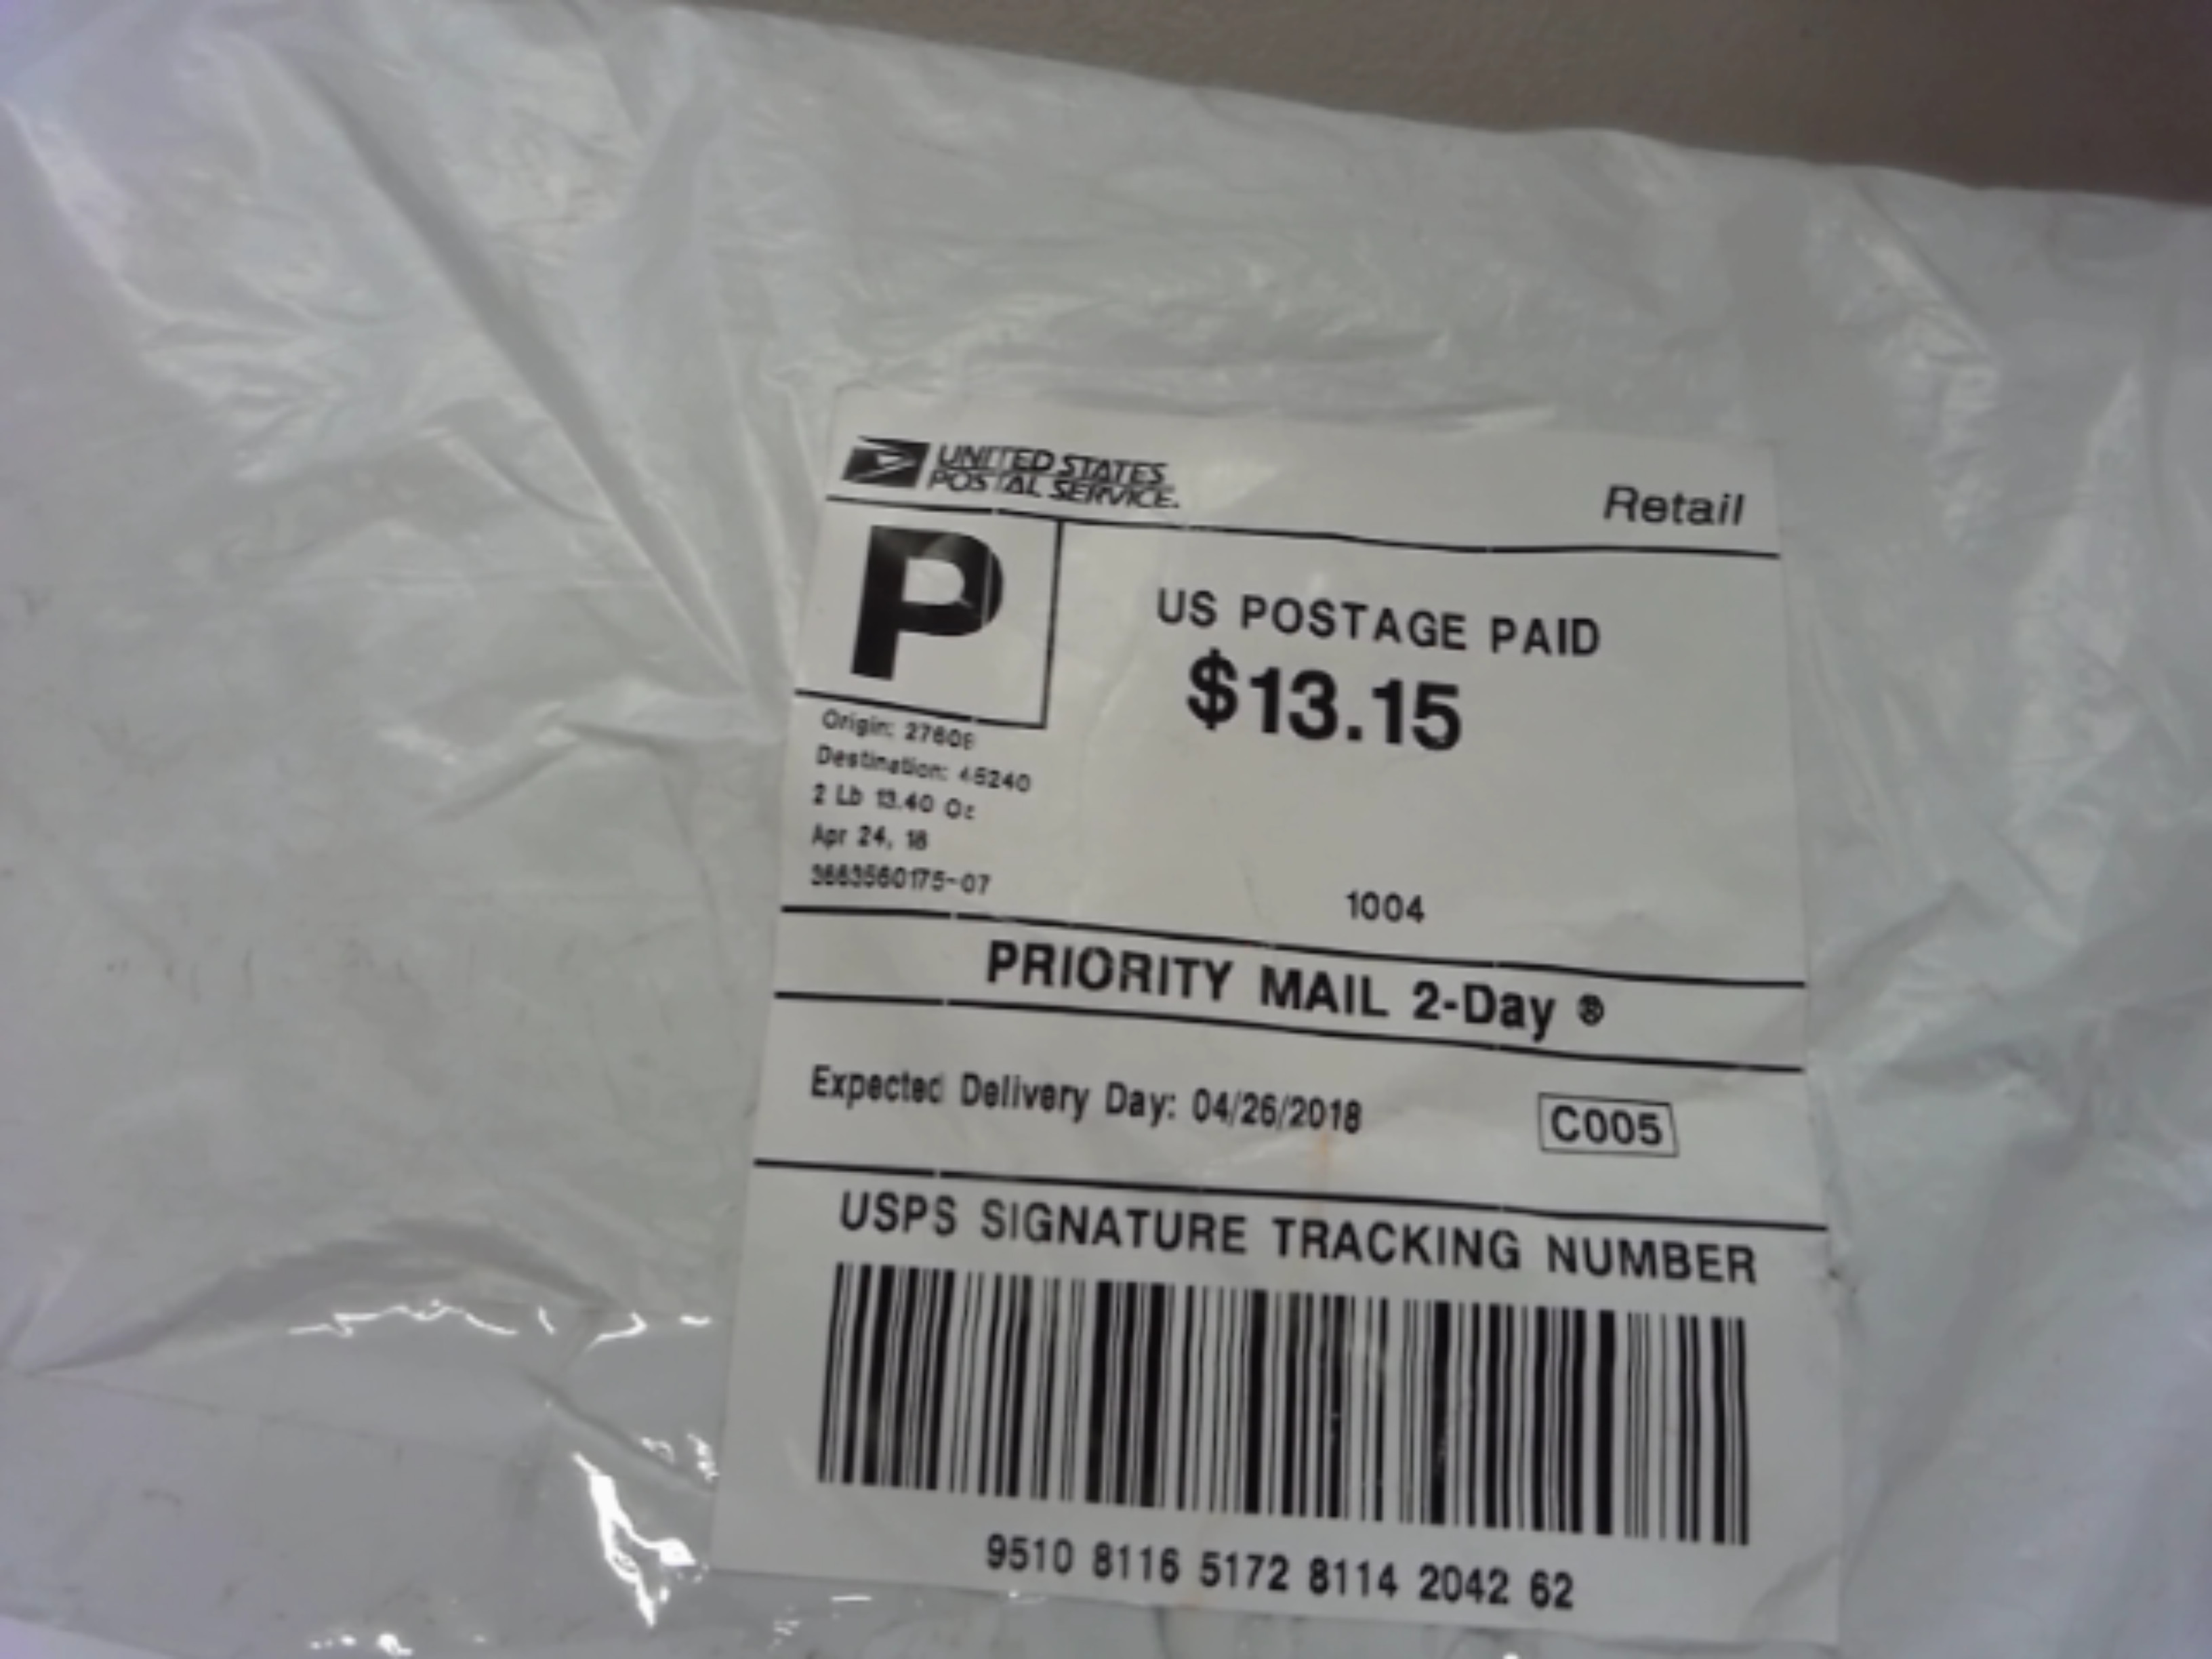 UNITED STATES
POSTAL SERVICE.
Retail
P
US POSTAGE PAID
$13.15
Origin: 27609
Destination: 45240
2 Lb 13.40 Oz
Apr 24, 18
3663560175-07
1004
PRIORITY MAIL 2-Day ®
Expected Delivery Day: 04/26/2018
C005
USPS SIGNATURE TRACKING NUMBER
9510 8116 5172 8114 2042 62